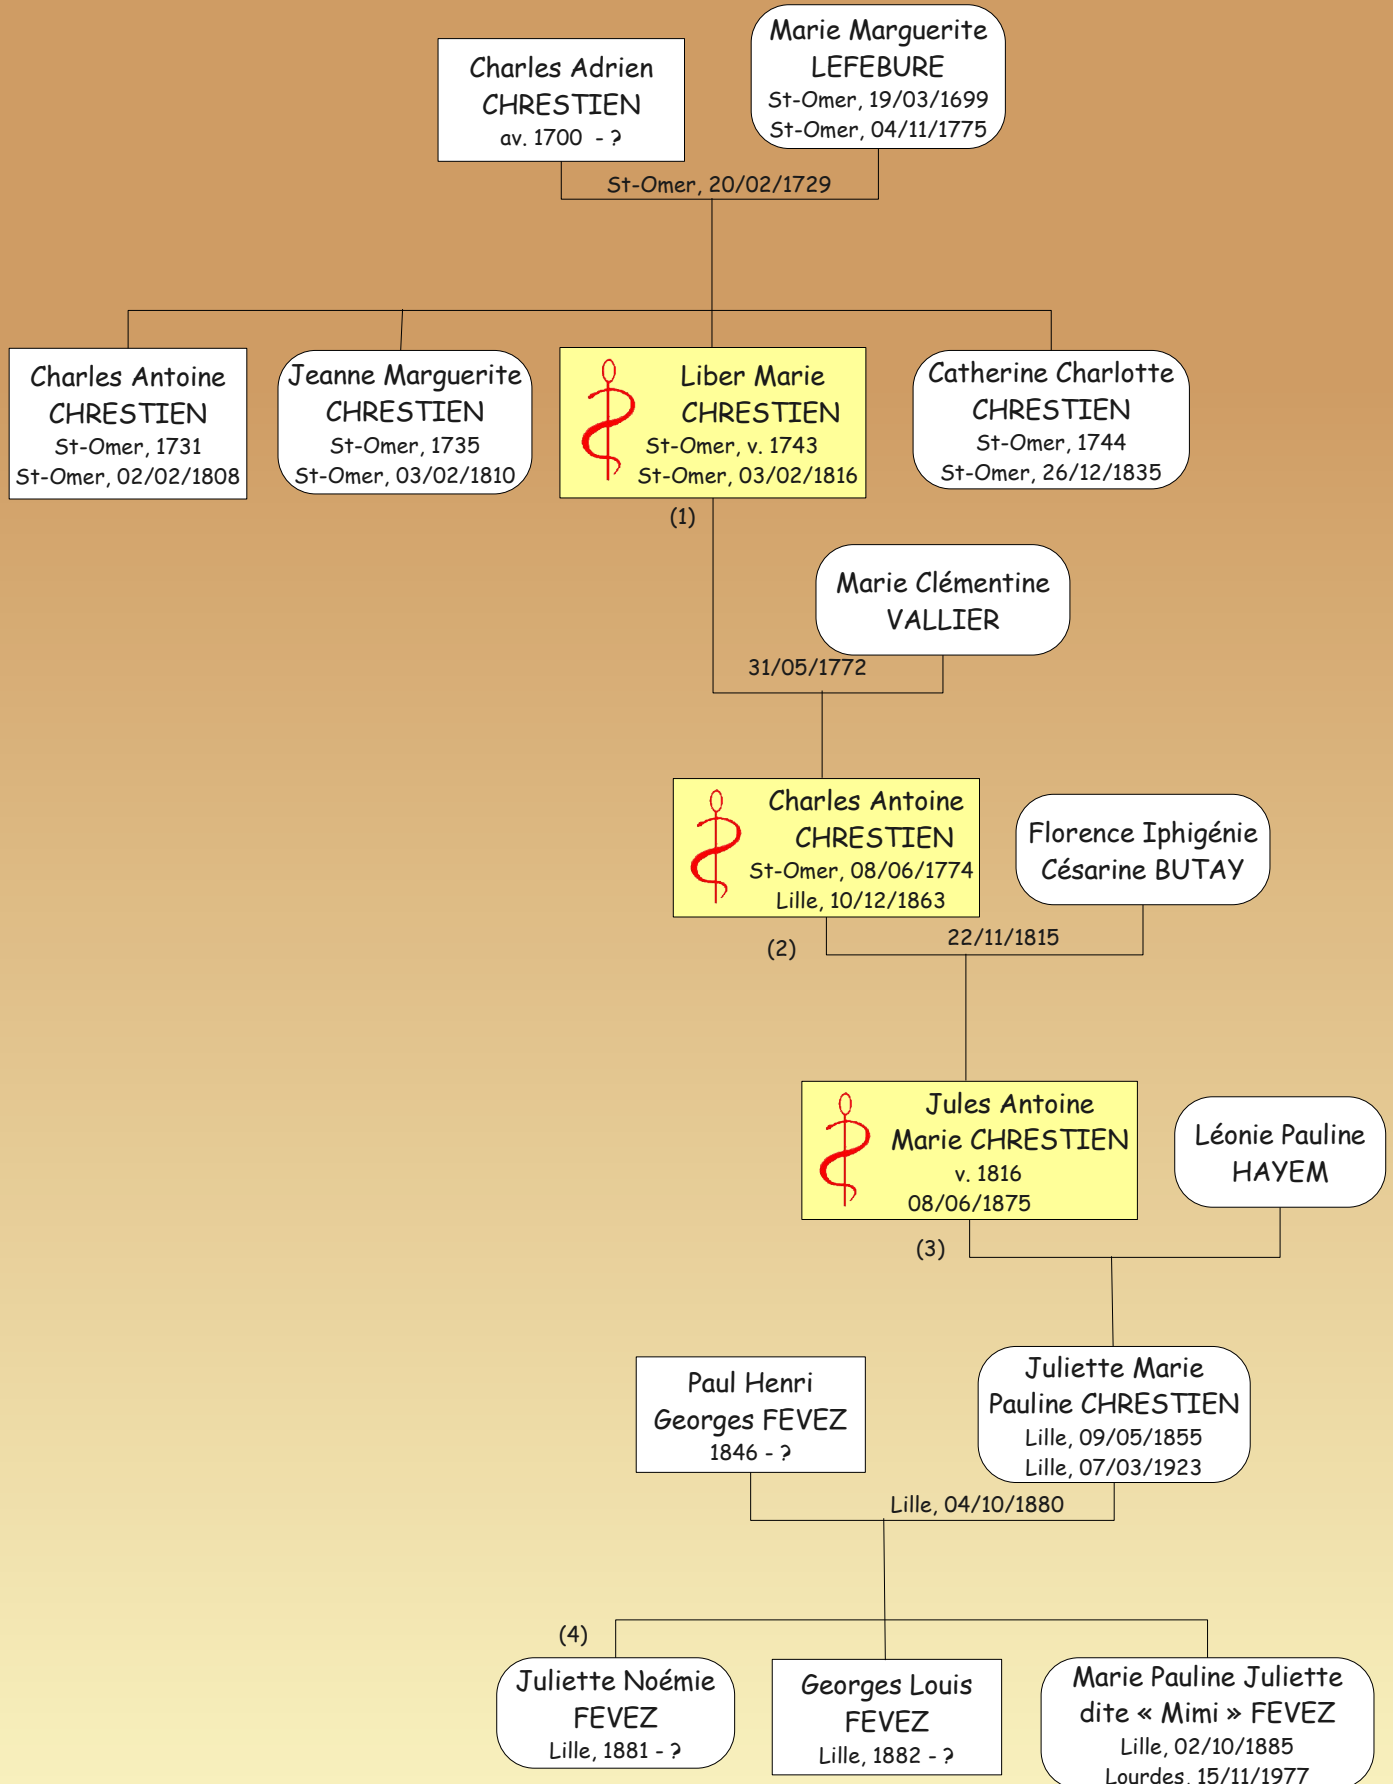 Charles Adrien
CHRESTIEN
av. 1700 - ?
Marie Marguerite
LEFEBURE
St-Omer, 19/03/1699
St-Omer, 04/11/1775
St-Omer, 20/02/1729
Charles Antoine
CHRESTIEN
St-Omer, 1731
St-Omer, 02/02/1808
Jeanne Marguerite
CHRESTIEN
St-Omer, 1735
St-Omer, 03/02/1810
Liber Marie
CHRESTIEN
St-Omer, v. 1743
St-Omer, 03/02/1816
Catherine Charlotte
CHRESTIEN
St-Omer, 1744
St-Omer, 26/12/1835
(1)
Marie Clémentine
VALLIER
31/05/1772
Charles Antoine
CHRESTIEN
St-Omer, 08/06/1774
Lille, 10/12/1863
Florence Iphigénie
Césarine BUTAY
(2)
22/11/1815
Jules Antoine
Marie CHRESTIEN
v. 1816
08/06/1875
Léonie Pauline
HAYEM
(3)
Paul Henri
Georges FEVEZ
1846 - ?
Juliette Marie
Pauline CHRESTIEN
Lille, 09/05/1855
Lille, 07/03/1923
Lille, 04/10/1880
(4)
Juliette Noémie
FEVEZ
Lille, 1881 - ?
Georges Louis
FEVEZ
Lille, 1882 - ?
Marie Pauline Juliette
dite « Mimi » FEVEZ
Lille, 02/10/1885
Lourdes, 15/11/1977